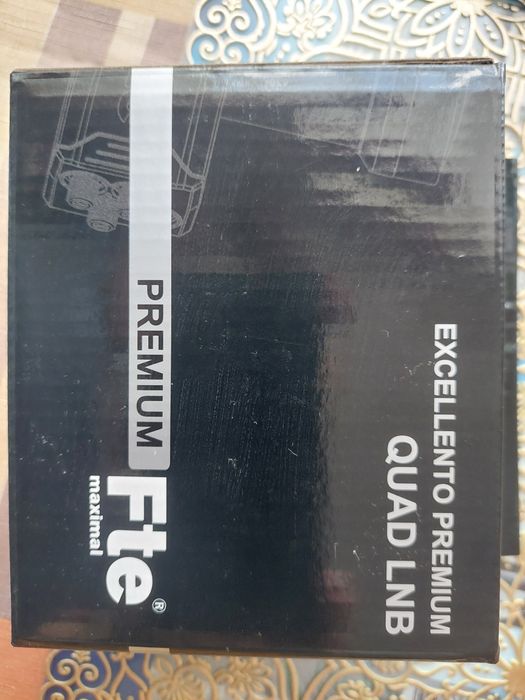 EXCELLENTO PREMIUM
QUAD LNB
PREMIUM
Fte®
maximal